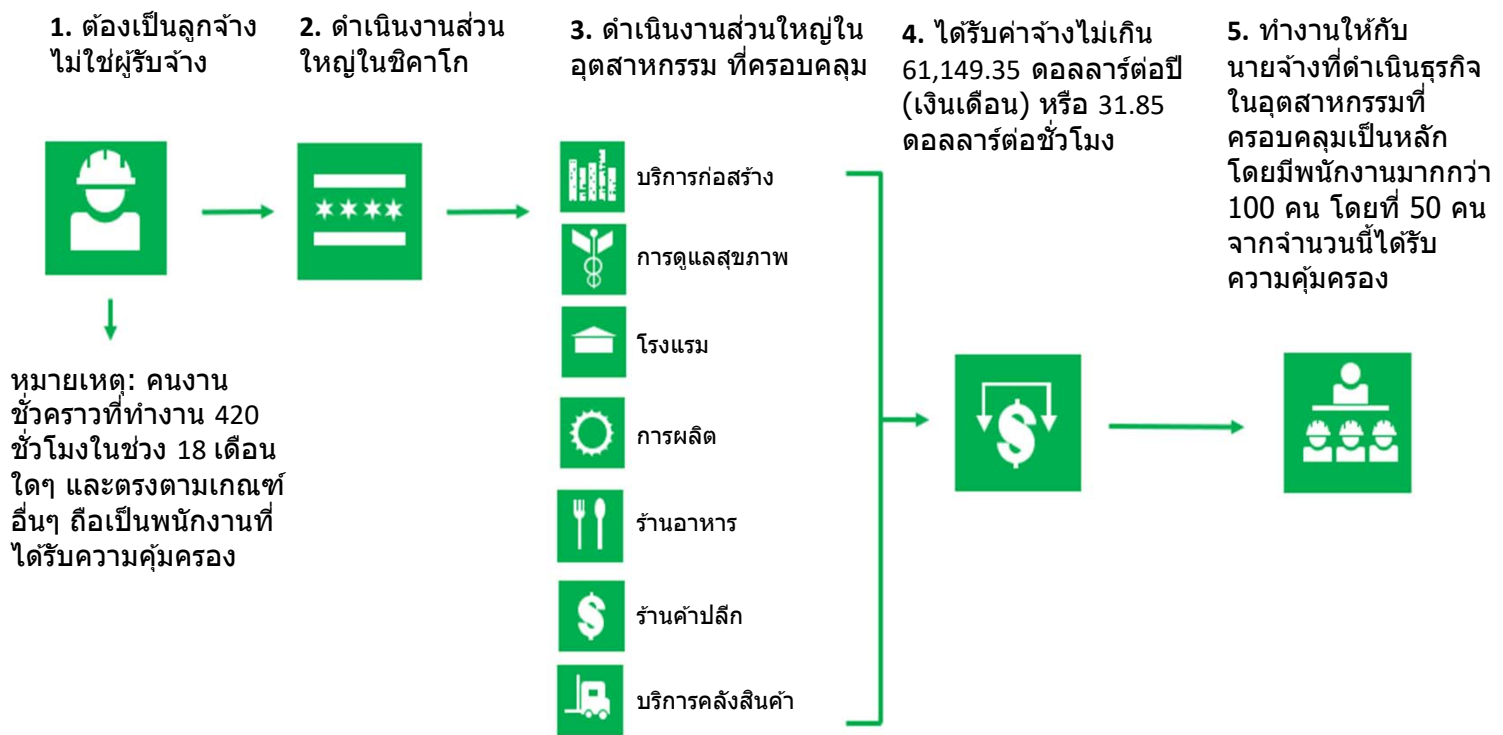 1. ต้องเป็นลูกจ้าง
ไม่ใช่ผู้รับจ้าง
2. ดำเนินงานส่วน
ใหญ่ในชิคาโก
3. ดำเนินงานส่วนใหญ่ใน
อุตสาหกรรม ที่ครอบคลุม
4. ได้รับค่าจ้างไม่เกิน
61,149.35 ดอลลาร์ต่อปี
(เงินเดือน) หรือ 31.85
ดอลลาร์ต่อชั่วโมง
5. ทำงานให้กับ
นายจ้างที่ดำเนินธุรกิจ
ในอุตสาหกรรมที่
ครอบคลุมเป็นหลัก
โดยมีพนักงานมากกว่า
100 คน โดยที่ 50 คน
จากจำนวนนี้ได้รับ
ความคุ้มครอง
บริการก่อสร้าง
การดูแลสุขภาพ
โรงแรม
การผลิต
ร้านอาหาร
ร้านค้าปลีก
บริการคลังสินค้า
หมายเหตุ: คนงาน
ชั่วคราวที่ทำงาน 420
ชั่วโมงในช่วง 18 เดือน
ใดๆ และตรงตามเกณฑ์
อื่นๆ ถือเป็นพนักงานที่
ได้รับความคุ้มครอง